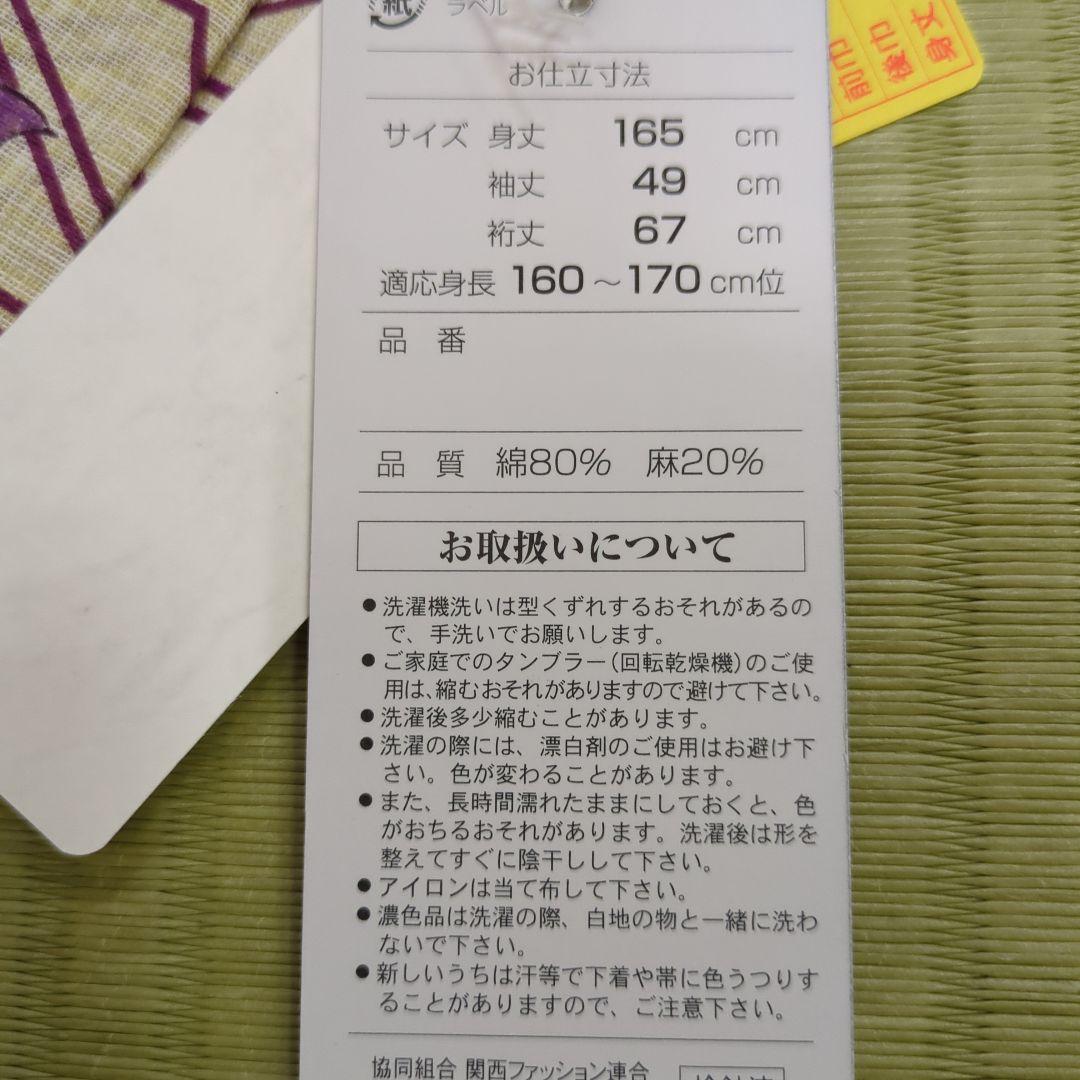 紙 ラベル
お仕立寸法
サイズ 身丈 165 cm
袖丈 49 cm
裄丈 67 cm
適応身長 160～170cm位
品 番
品 質 綿80% 麻20%
お取扱いについて
●洗濯機洗いは型くずれするおそれがあるの
で、手洗いでお願いします。
●ご家庭でのタンブラー(回転乾燥機)のご使
用は、縮むおそれがありますので避けて下さい。
●洗濯後多少縮むことがあります。
●洗濯の際には、漂白剤のご使用はお避け下
さい。色が変わることがあります。
●また、長時間濡れたままにしておくと、色
がおちるおそれがあります。洗濯後は形を
整えてすぐに陰干しして下さい。
●アイロンは当て布して下さい。
●濃色品は洗濯の際、白地の物と一緒に洗わ
ないで下さい。
●新しいうちは汗等で下着や帯に色うつりす
ることがありますので、ご注意下さい。
協同組合 関西ファッション連合
身丈
後巾
前巾